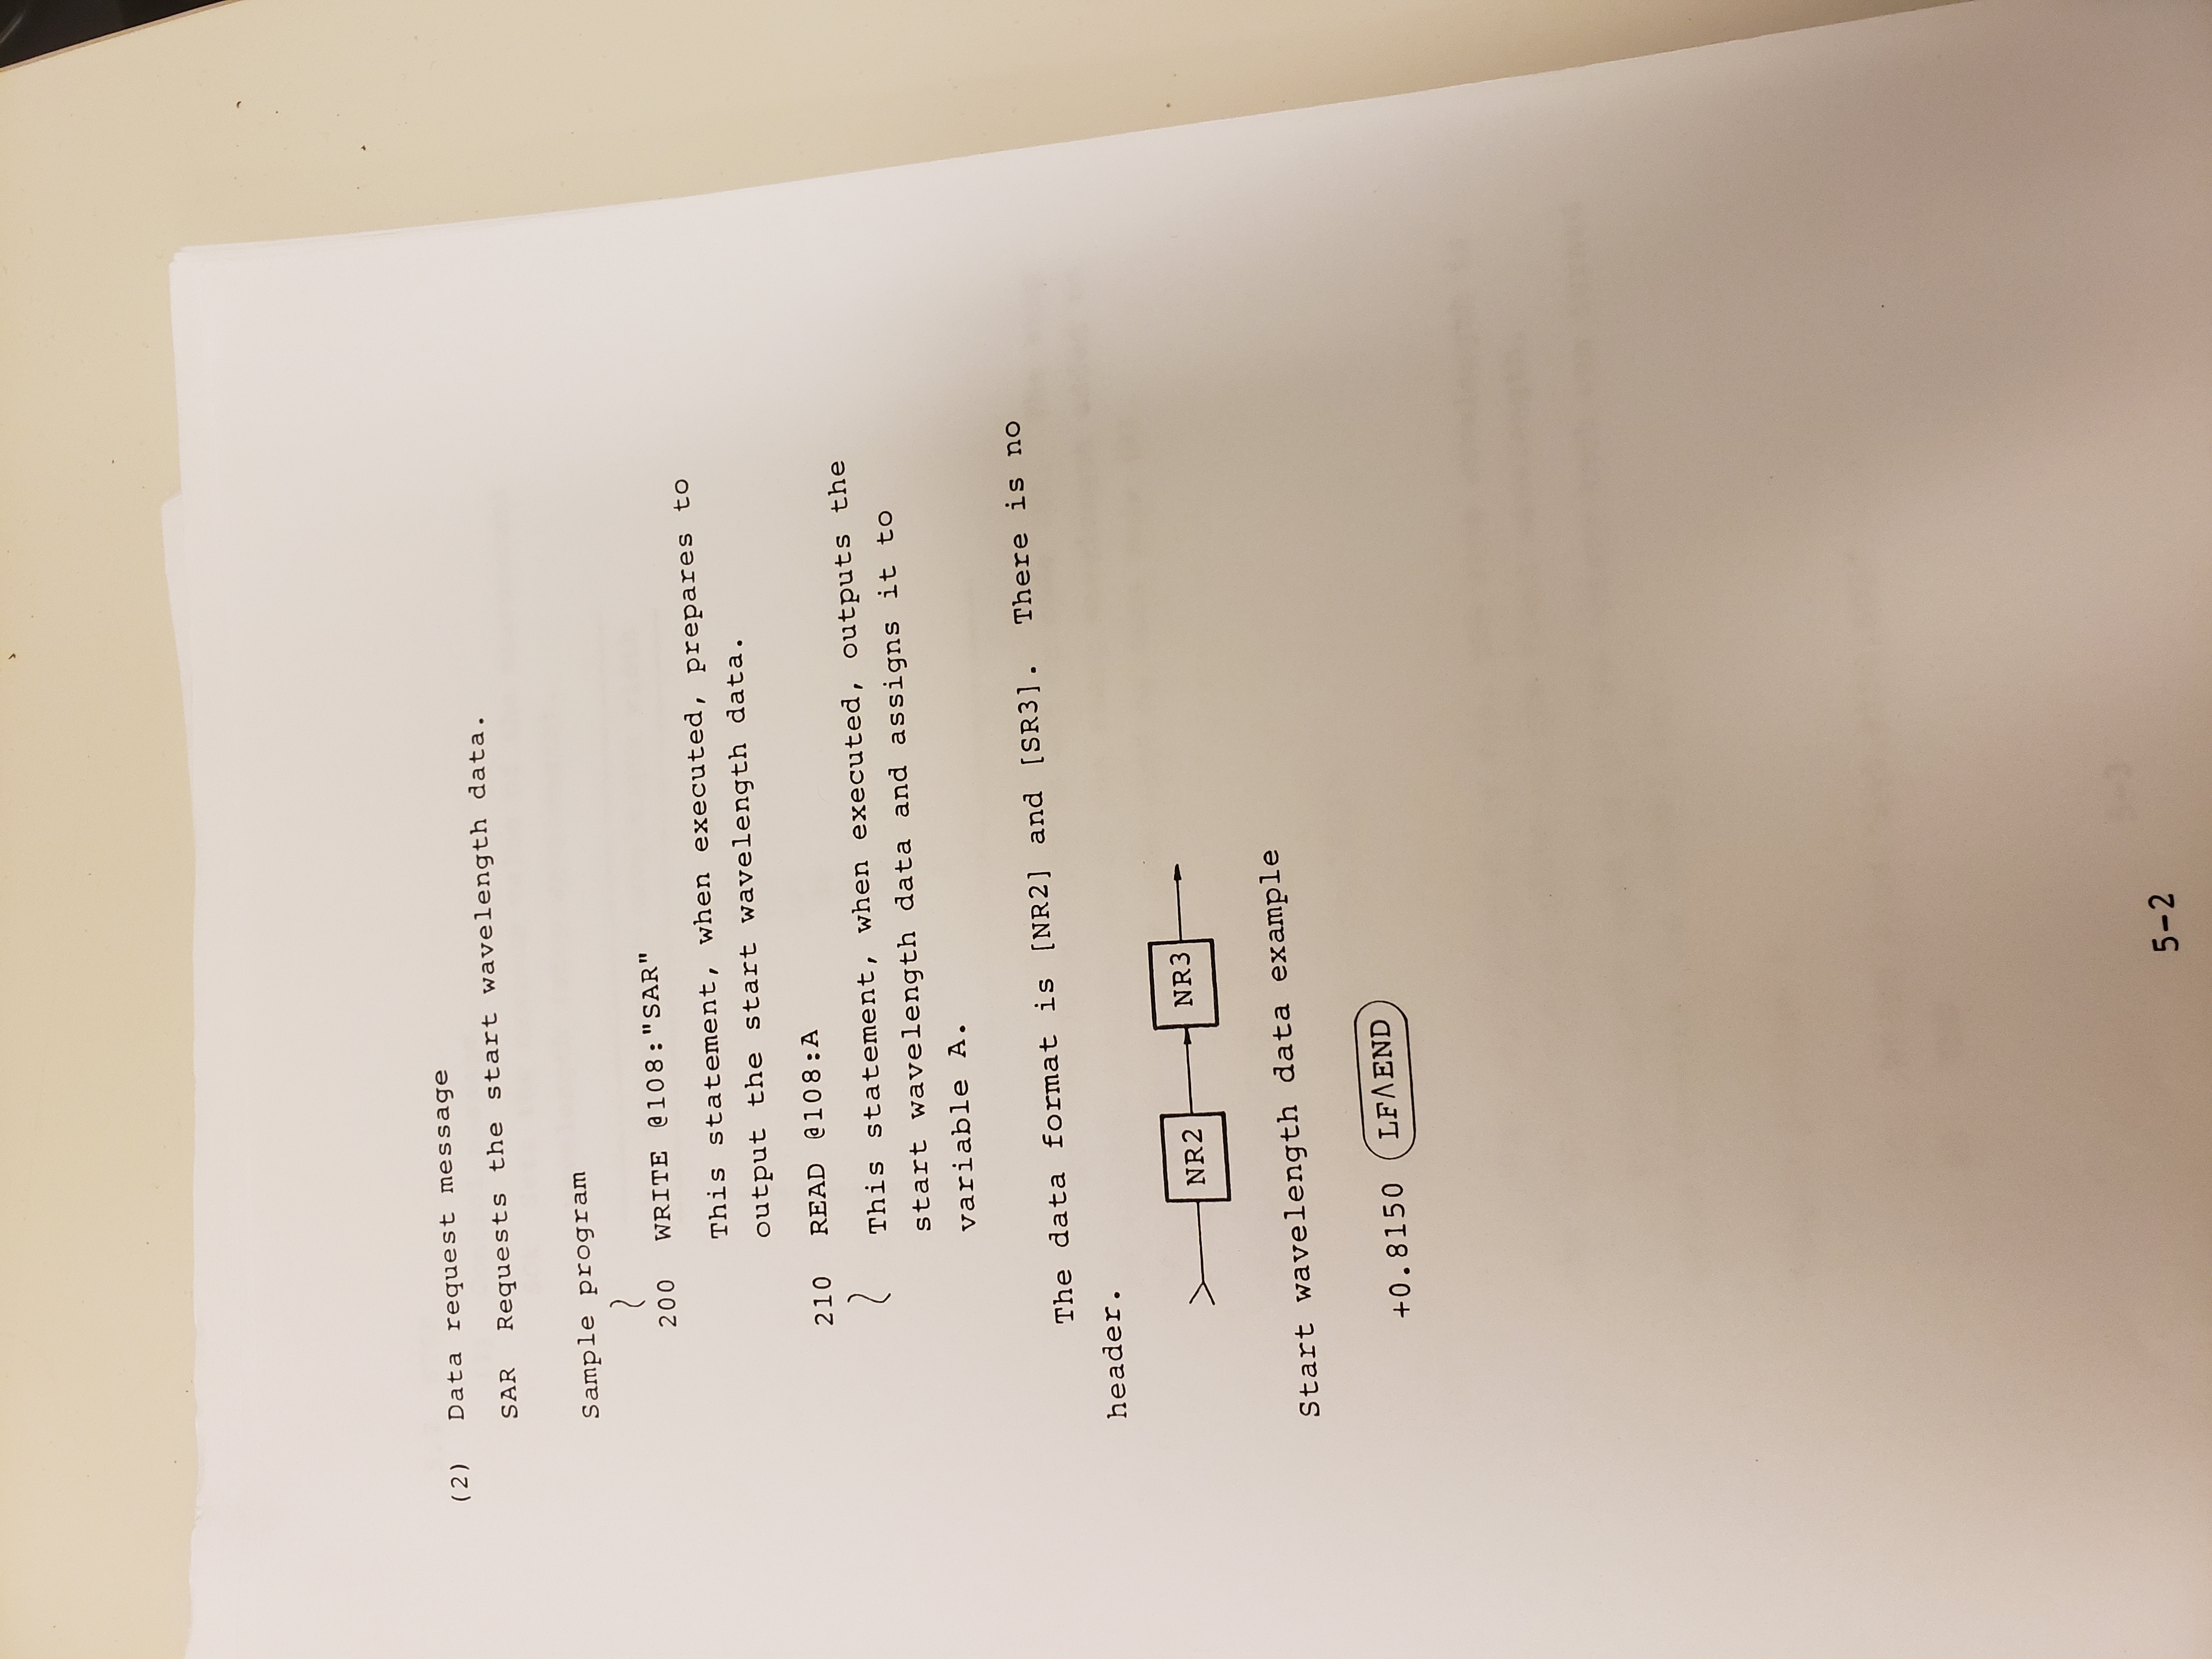 (2) Data request message
SAR Requests the start wavelength data.
Sample program
200 WRITE @108:"SAR"
This statement, when executed, prepares to
output the start wavelength data.
210 READ @108:A
This statement, when executed, outputs the
start wavelength data and assigns it to
variable A.
The data format is [NR2] and [SR3]. There is no
header.
NR2 NR3
Start wavelength data example
+0.8150 LF∧END
5-2